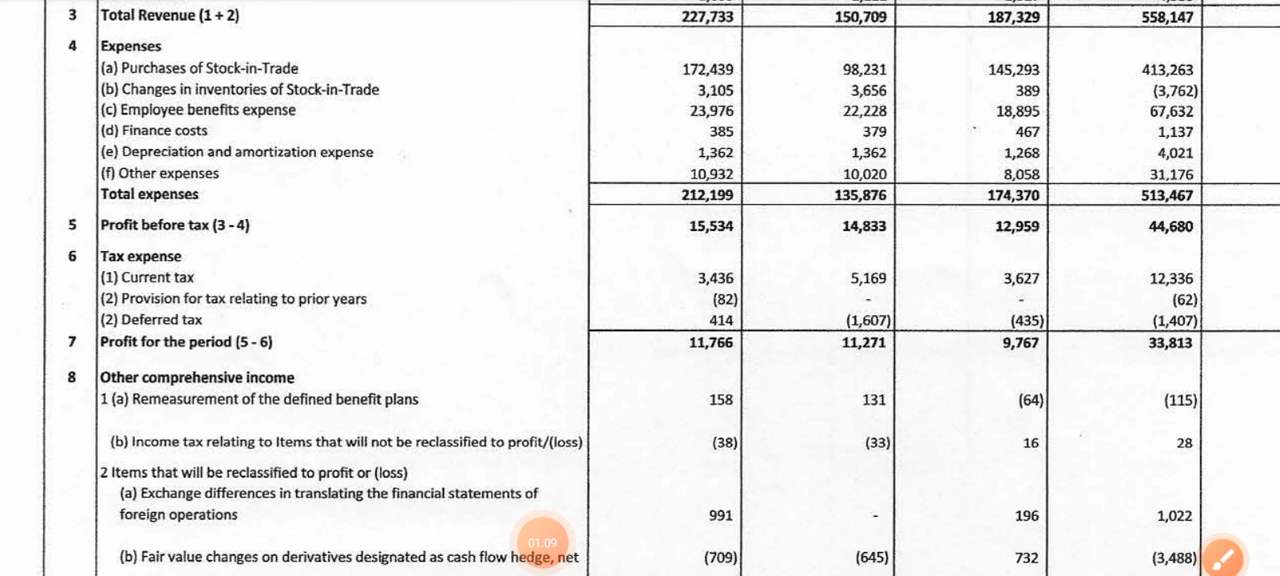 3 Total Revenue (1 + 2) 227,733 150,709 187,329 558,147
4 Expenses
(a) Purchases of Stock-in-Trade 172,439 98,231 145,293 413,263
(b) Changes in inventories of Stock-in-Trade 3,105 3,656 389 (3,762)
(c) Employee benefits expense 23,976 22,228 18,895 67,632
(d) Finance costs 385 379 467 1,137
(e) Depreciation and amortization expense 1,362 1,362 1,268 4,021
(f) Other expenses 10,932 10,020 8,058 31,176
Total expenses 212,199 135,876 174,370 513,467
5 Profit before tax (3 - 4) 15,534 14,833 12,959 44,680
6 Tax expense
(1) Current tax 3,436 5,169 3,627 12,336
(2) Provision for tax relating to prior years (82) - - (62)
(2) Deferred tax 414 (1,607) (435) (1,407)
7 Profit for the period (5 - 6) 11,766 11,271 9,767 33,813
8 Other comprehensive income
1 (a) Remeasurement of the defined benefit plans 158 131 (64) (115)
(b) Income tax relating to Items that will not be reclassified to profit/(loss) (38) (33) 16 28
2 Items that will be reclassified to profit or (loss)
(a) Exchange differences in translating the financial statements of
foreign operations 991 - 196 1,022
01:09
(b) Fair value changes on derivatives designated as cash flow hedge, net (709) (645) 732 (3,488)